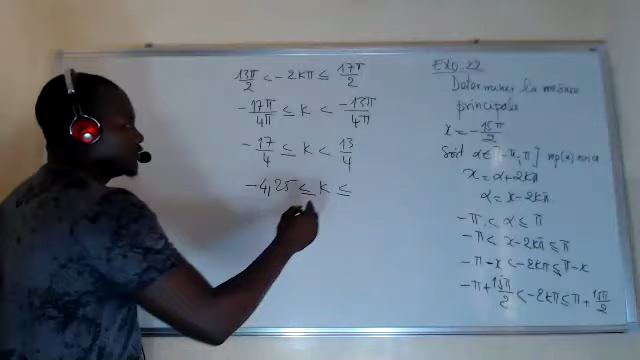 EXO.22
Déterminer la mesure
principale
x = -15π/2
Soit α ∈ ]-π,π] mp(x)
x = α+2kπ
α = x-2kπ
-π < α ≤ π
-π < x-2kπ ≤ π
-π-x < -2kπ ≤ π-x
-π+15π/2 < -2kπ ≤ π+15π/2
13π/2 < -2kπ ≤ 17π/2
-17π/4π ≤ k < -13π/4π
-17/4 ≤ k < 13/4
-4,25 ≤ k ≤